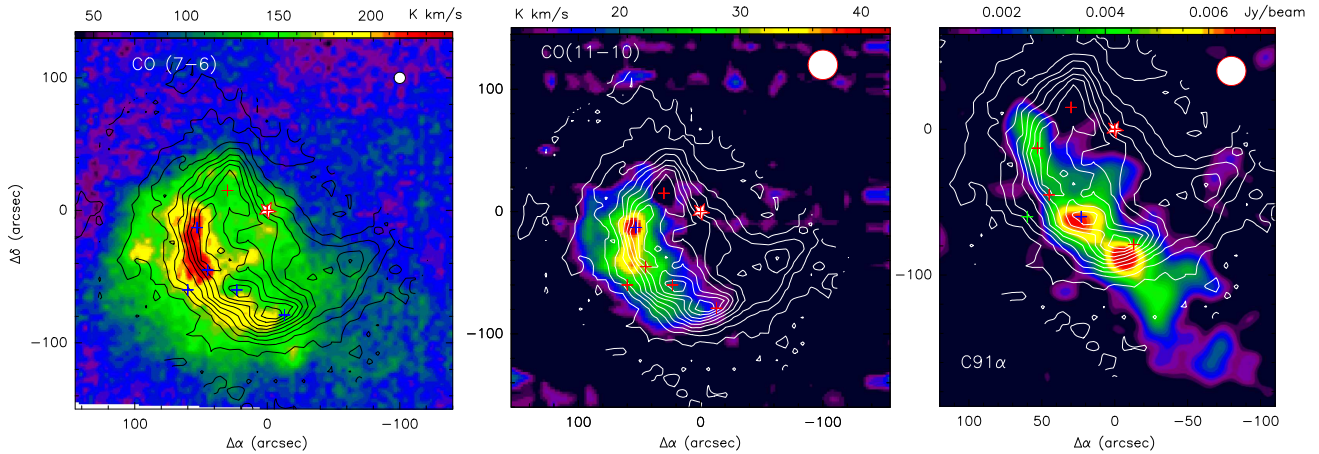 50 100 150 200 K km/s
CO (7−6)
100
0
−100
Δδ (arcsec)
100 0 −100
Δα (arcsec)
K km/s 20 30 40
CO(11−10)
100
0
−100
100 0 −100
Δα (arcsec)
0.002 0.004 0.006 Jy/beam
0
−100
C91α
100 50 0 −50 −100
Δα (arcsec)